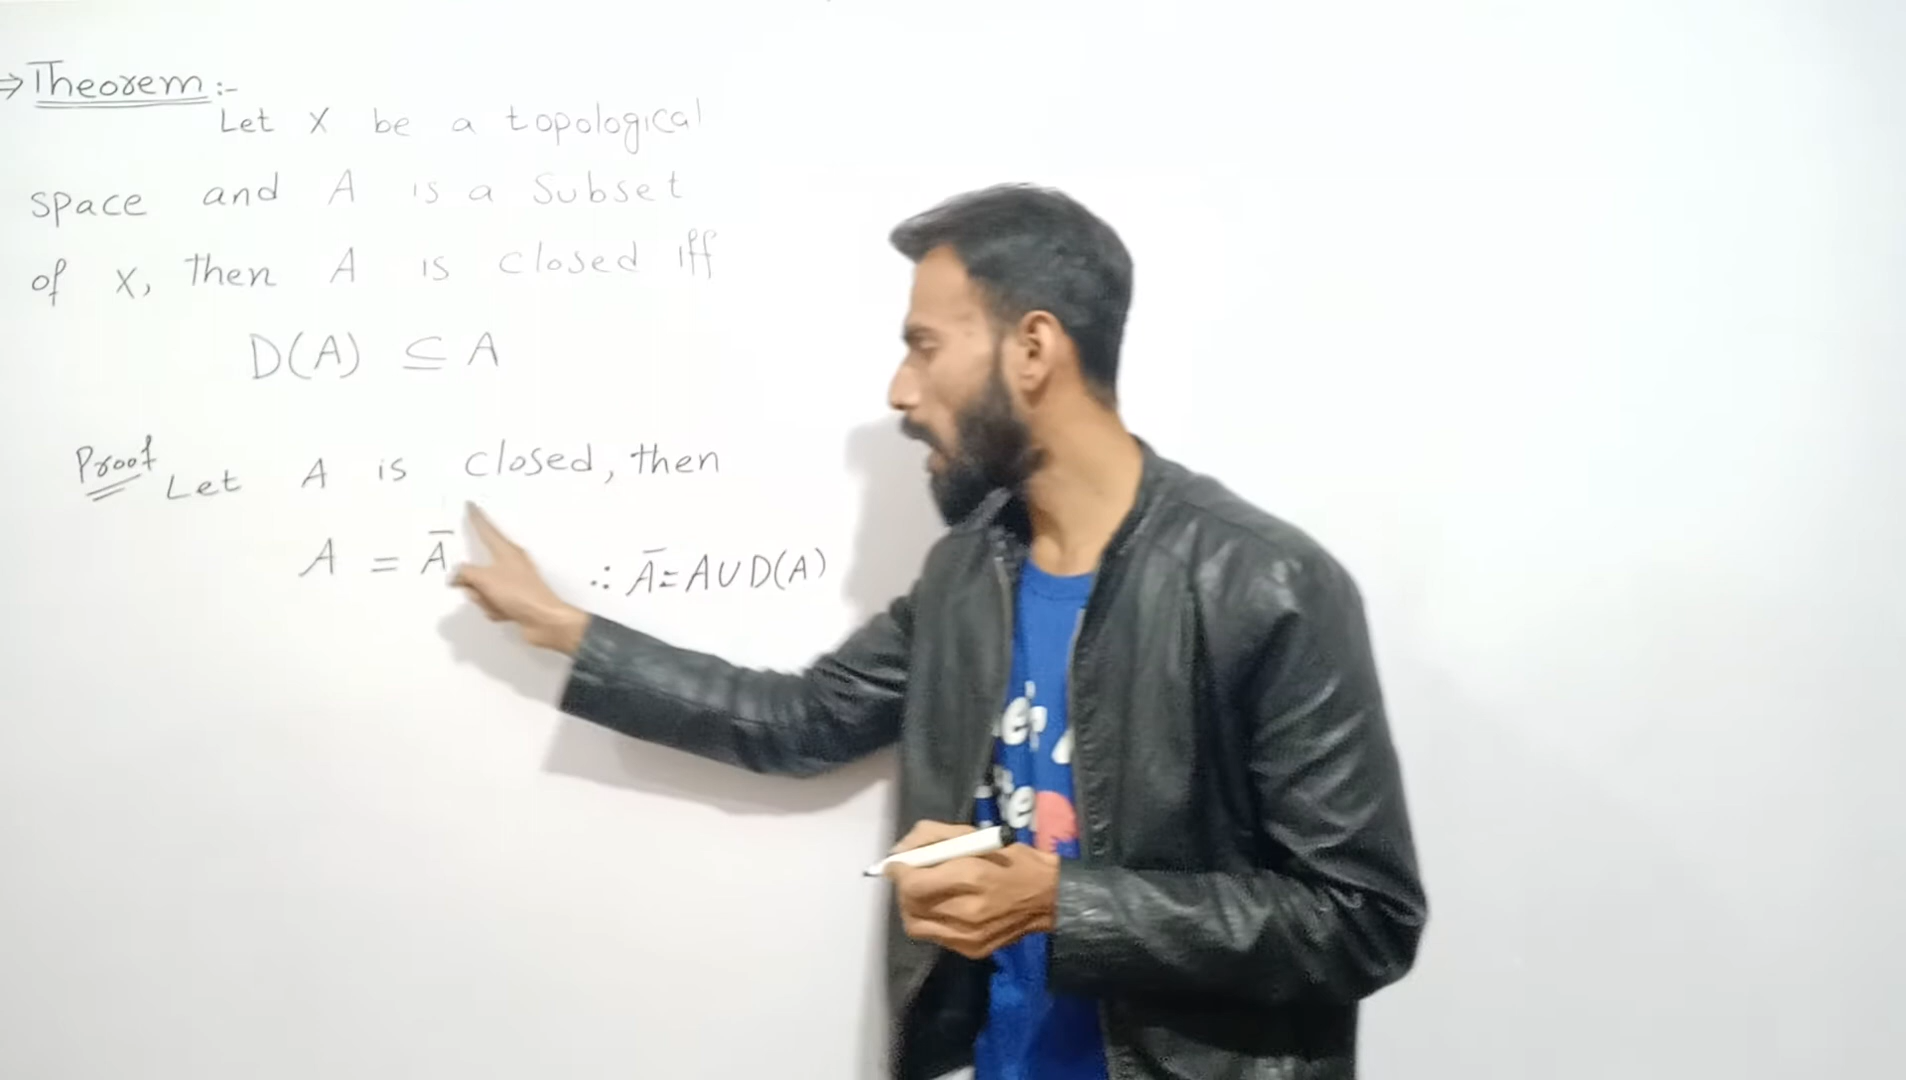 ⇒ Theorem :-
Let X be a topological
space and A is a Subset
of X, then A is closed iff
D(A) ⊆ A
Proof
Let A is closed, then
A = Ā ∴ Ā = A ∪ D(A)